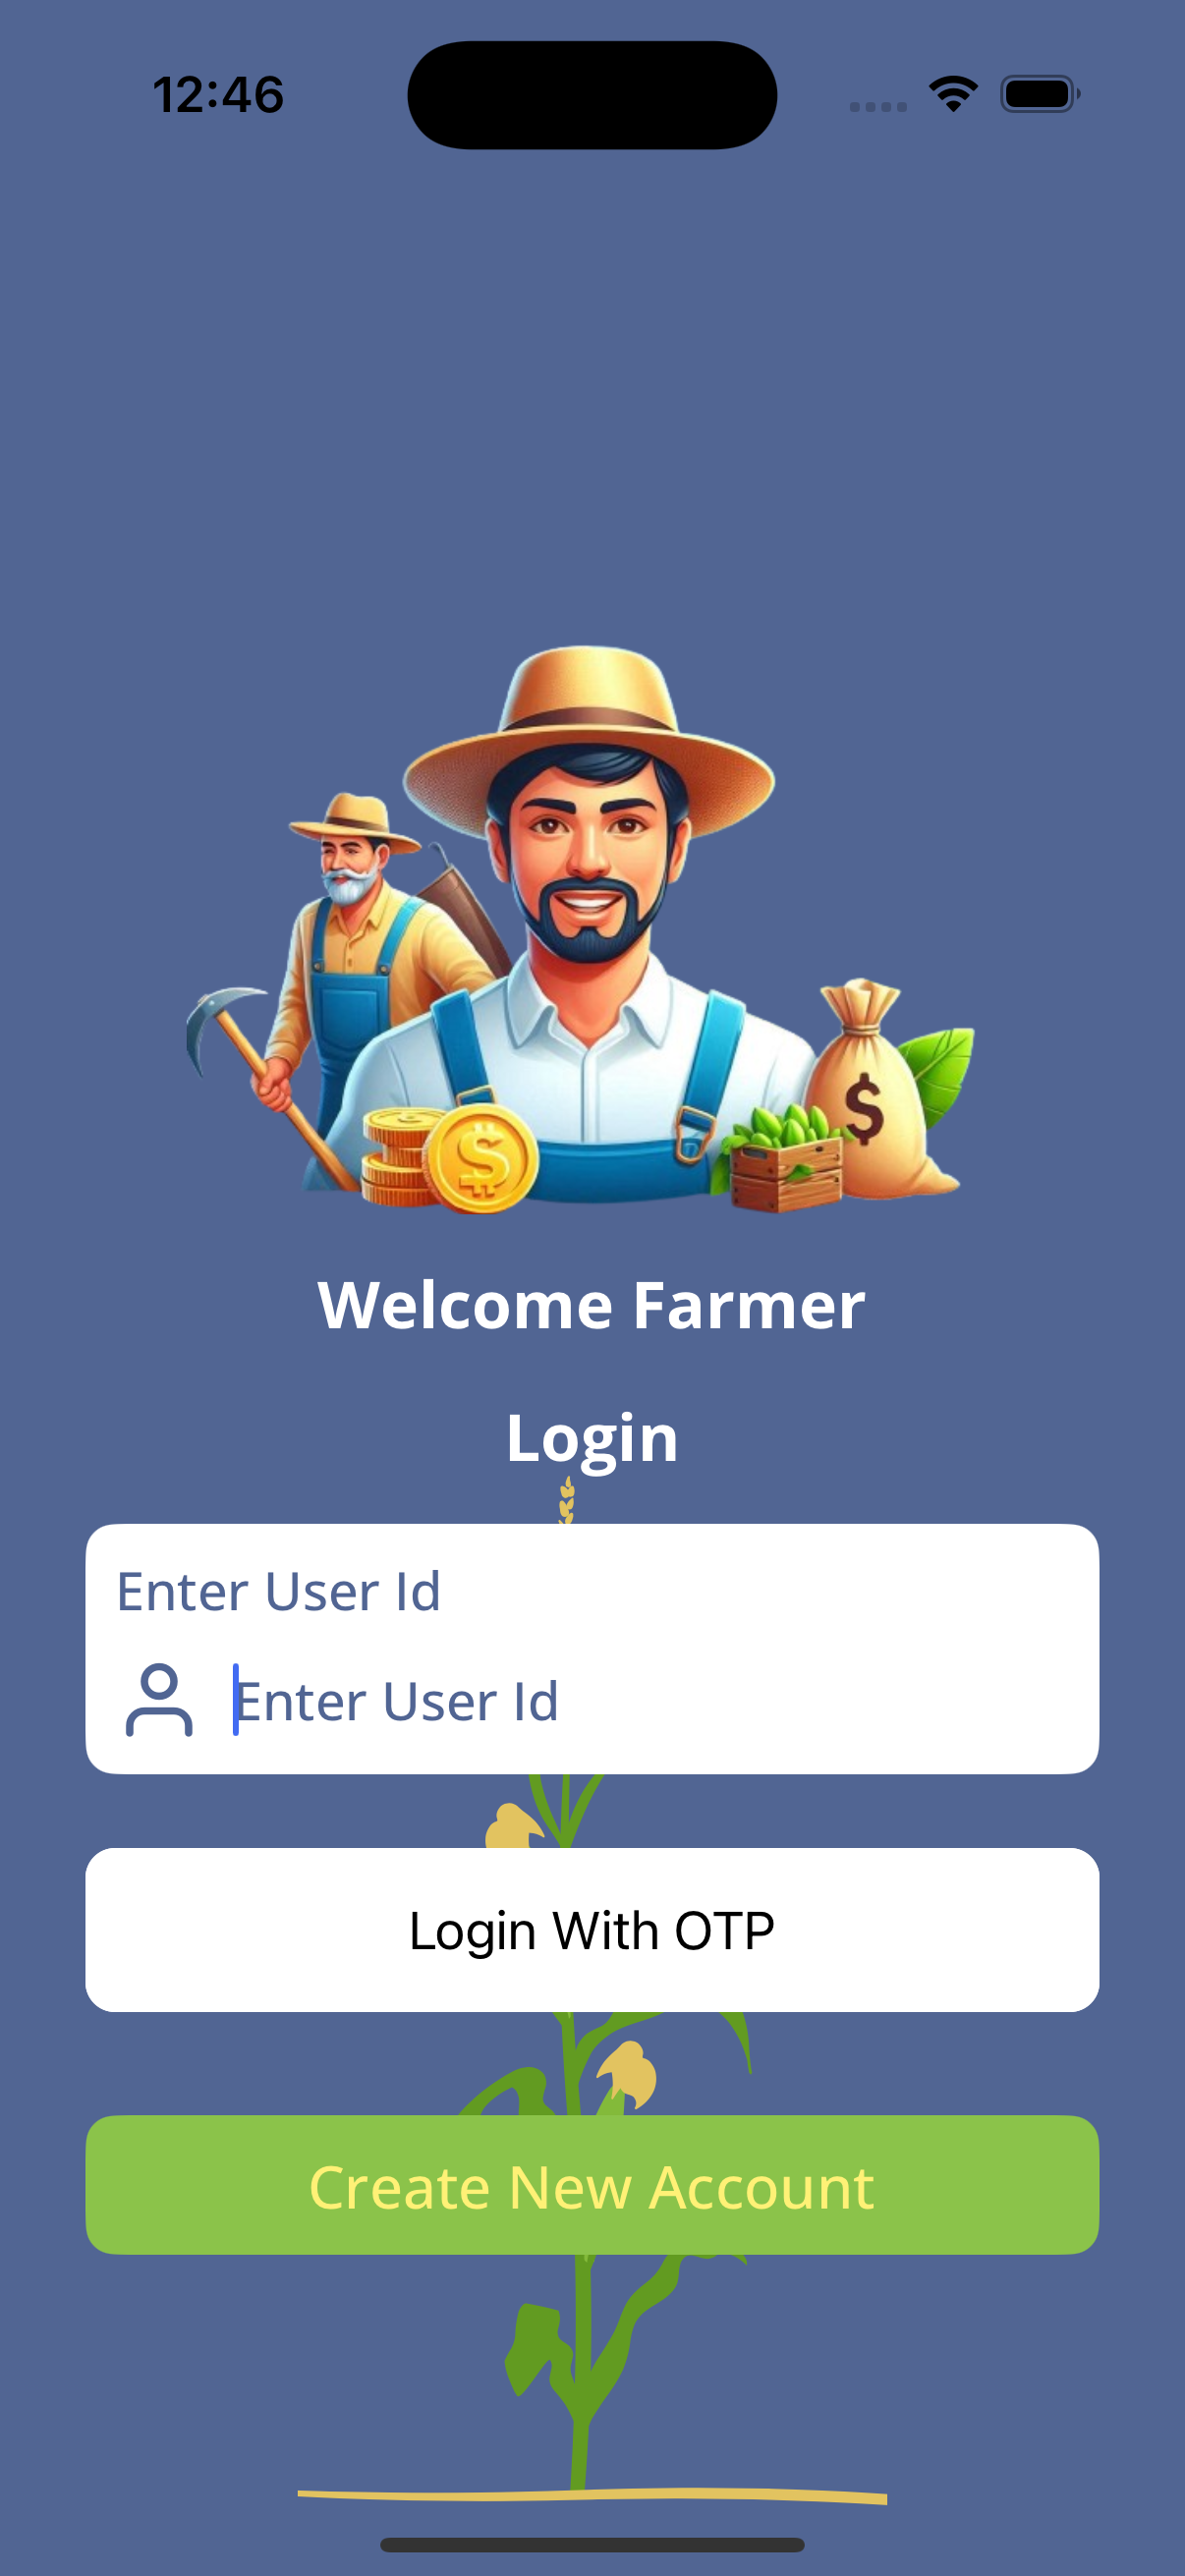 12:46
$
$
Welcome Farmer
Login
Enter User Id
Enter User Id
Login With OTP
Create New Account